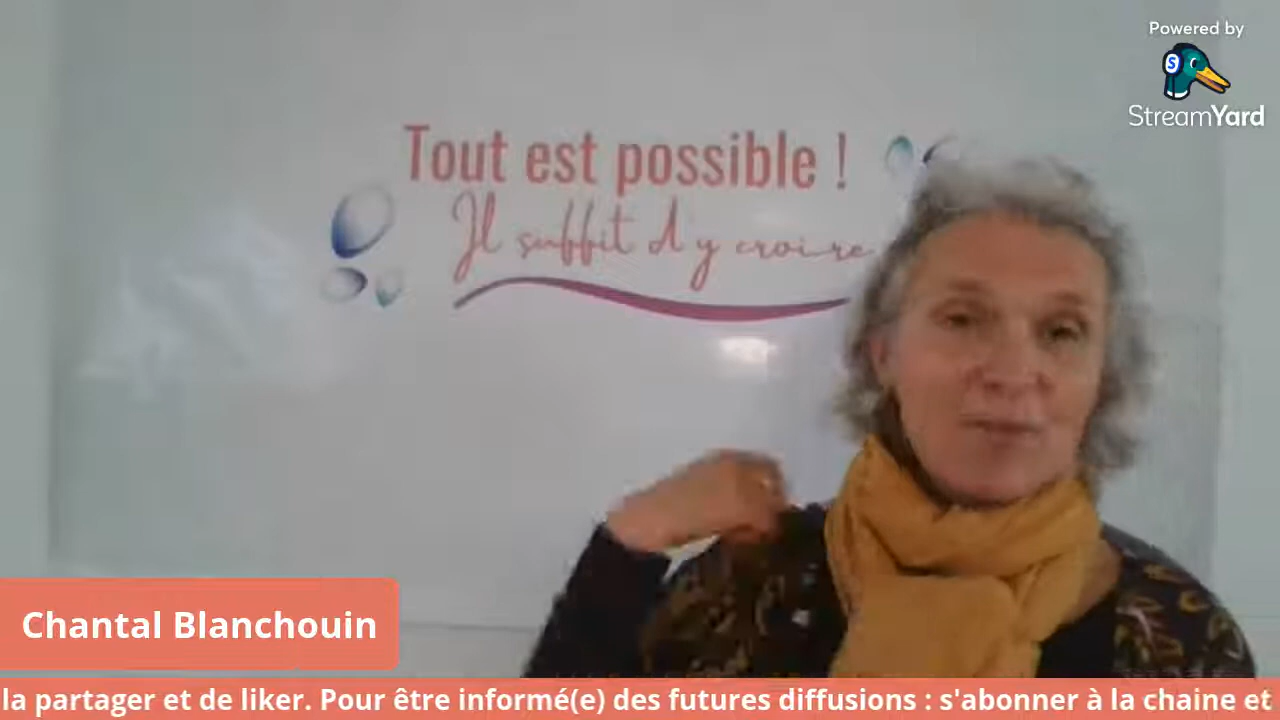 Powered by
StreamYard
Tout est possible !
Il suffit d'y croire
Chantal Blanchouin
la partager et de liker. Pour être informé(e) des futures diffusions : s'abonner à la chaine et